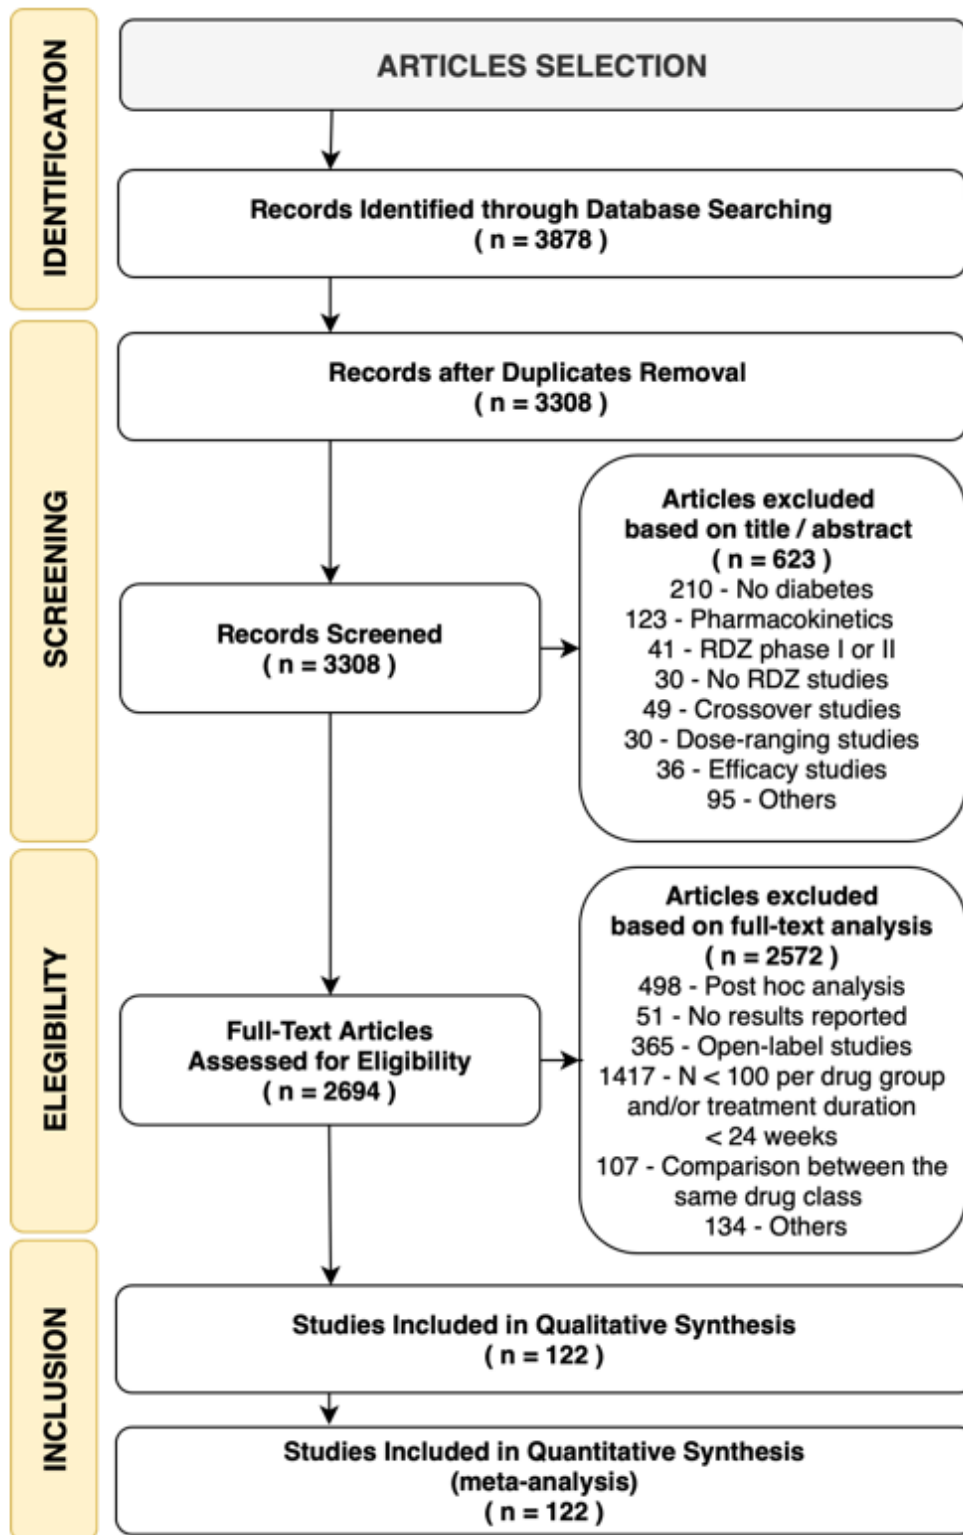 IDENTIFICATION
ARTICLES SELECTION
Records Identified through Database Searching
( n = 3878 )
SCREENING
Records after Duplicates Removal
( n = 3308 )
Records Screened
( n = 3308 )
Articles excluded
based on title / abstract
( n = 623 )
210 - No diabetes
123 - Pharmacokinetics
41 - RDZ phase I or II
30 - No RDZ studies
49 - Crossover studies
30 - Dose-ranging studies
36 - Efficacy studies
95 - Others
ELEGIBILITY
Full-Text Articles
Assessed for Eligibility
( n = 2694 )
Articles excluded
based on full-text analysis
( n = 2572 )
498 - Post hoc analysis
51 - No results reported
365 - Open-label studies
1417 - N < 100 per drug group
and/or treatment duration
< 24 weeks
107 - Comparison between the
same drug class
134 - Others
INCLUSION
Studies Included in Qualitative Synthesis
( n = 122 )
Studies Included in Quantitative Synthesis
(meta-analysis)
( n = 122 )